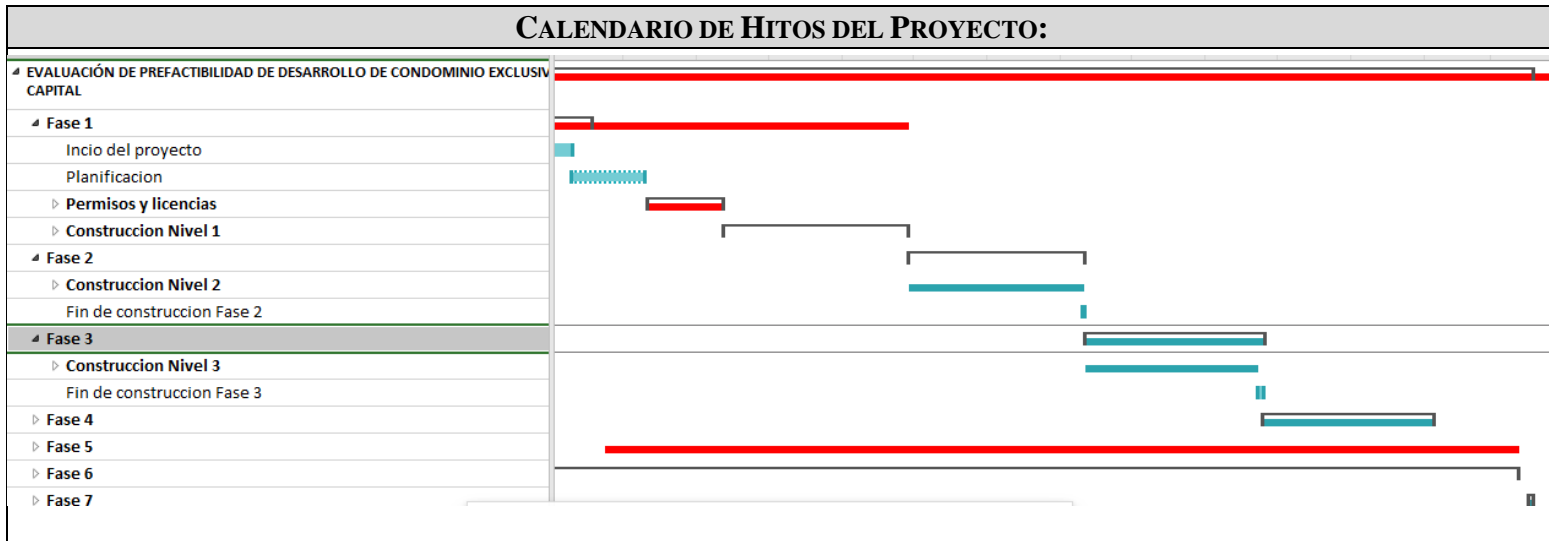 CALENDARIO DE HITOS DEL PROYECTO:
EVALUACIÓN DE PREFACTIBILIDAD DE DESARROLLO DE CONDOMINIO EXCLUSIV
CAPITAL
Fase 1
Incio del proyecto
Planificacion
Permisos y licencias
Construccion Nivel 1
Fase 2
Construccion Nivel 2
Fin de construccion Fase 2
Fase 3
Construccion Nivel 3
Fin de construccion Fase 3
Fase 4
Fase 5
Fase 6
Fase 7